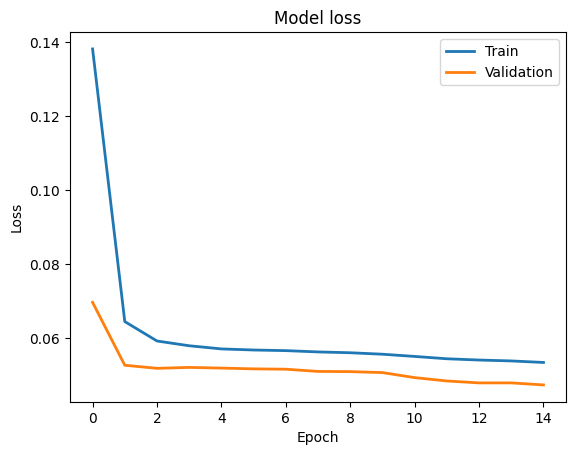 Model loss
Train
Validation
0.14
0.12
0.10
0.08
0.06
Loss
0 2 4 6 8 10 12 14
Epoch